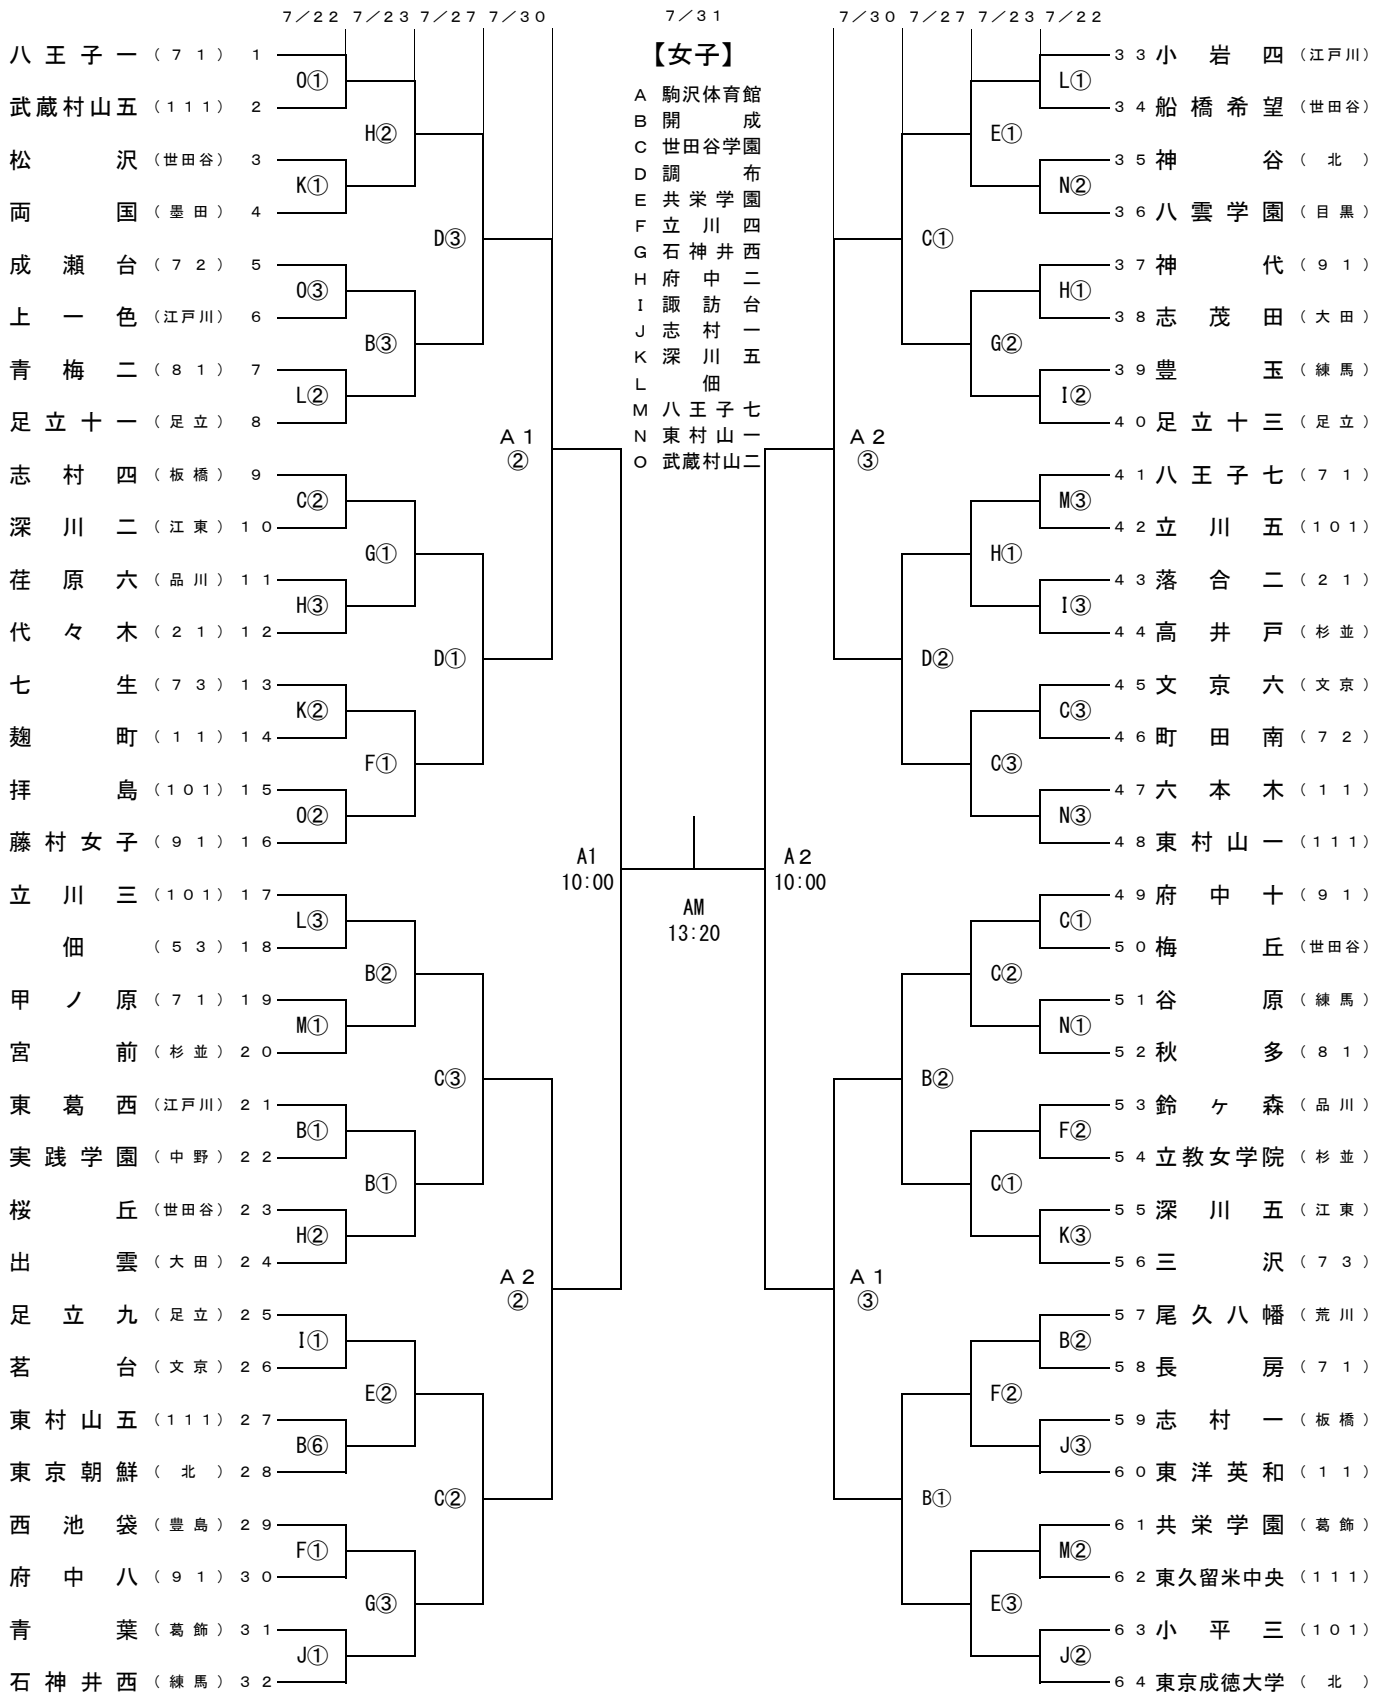 ７／２２ ７／２３ ７／２７ ７／３０ ７／３１ ７／３０ ７／２７ ７／２３ ７／２２
【女子】
A 駒沢体育館
B 開成
C 世田谷学園
D 調布
E 共栄学園
F 立川四
G 石神井西
H 府中二
I 諏訪台
J 志村一
K 深川五
L 佃
M 八王子七
N 東村山一
O 武蔵村山二
八王子一 （７１） 1
O①
武蔵村山五 （111） 2
H②
松沢 （世田谷） 3
K①
両国 （墨田） 4
D③
成瀬台 （７２） 5
O③
上一色 （江戸川） 6
B③
青梅二 （８１） 7
L②
足立十一 （足立） 8
A１
②
志村四 （板橋） 9
C②
深川二 （江東） 10
G①
荏原六 （品川） 11
H③
代々木 （２１） 12
D①
七生 （７３） 13
K②
麹町 （１１） 14
F①
拝島 （101） 15
O②
藤村女子 （９１） 16
A1
10:00
立川三 （101） 17
L③
佃 （５３） 18
B②
甲ノ原 （７１） 19
M①
宮前 （杉並） 20
C③
東葛西 （江戸川） 21
B①
実践学園 （中野） 22
B①
桜丘 （世田谷） 23
H②
出雲 （大田） 24
A２
②
足立九 （足立） 25
I①
茗台 （文京） 26
E②
東村山五 （111） 27
B⑥
東京朝鮮 （北） 28
C②
西池袋 （豊島） 29
F①
府中八 （９１） 30
G③
青葉 （葛飾） 31
J①
石神井西 （練馬） 32
AM
13:20
33 小岩四 （江戸川）
L①
34 船橋希望 （世田谷）
E①
35 神谷 （北）
N②
36 八雲学園 （目黒）
C①
37 神代 （９１）
H①
38 志茂田 （大田）
G②
39 豊玉 （練馬）
I②
40 足立十三 （足立）
A２
③
41 八王子七 （７１）
M③
42 立川五 （101）
H①
43 落合二 （２１）
I③
44 高井戸 （杉並）
D②
45 文京六 （文京）
C③
46 町田南 （７２）
C③
47 六本木 （１１）
N③
48 東村山一 （111）
A２
10:00
49 府中十 （９１）
C①
50 梅丘 （世田谷）
C②
51 谷原 （練馬）
N①
52 秋多 （８１）
B②
53 鈴ヶ森 （品川）
F②
54 立教女学院 （杉並）
C①
55 深川五 （江東）
K③
56 三沢 （７３）
A１
③
57 尾久八幡 （荒川）
B②
58 長房 （７１）
F②
59 志村一 （板橋）
J③
60 東洋英和 （１１）
B①
61 共栄学園 （葛飾）
M②
62 東久留米中央 （111）
E③
63 小平三 （101）
J②
64 東京成徳大学 （北）